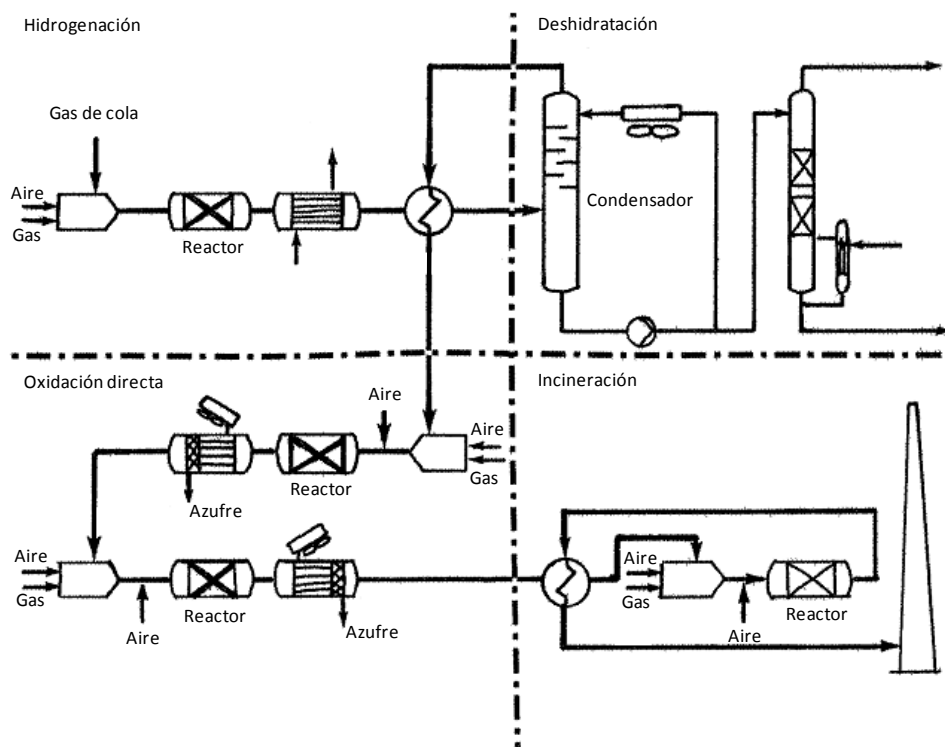 Hidrogenación
Deshidratación
Gas de cola
Aire
Gas
Reactor
Condensador
Oxidación directa
Incineración
Aire
Aire
Gas
Reactor
Azufre
Aire
Gas
Aire
Reactor
Azufre
Aire
Gas
Aire
Reactor